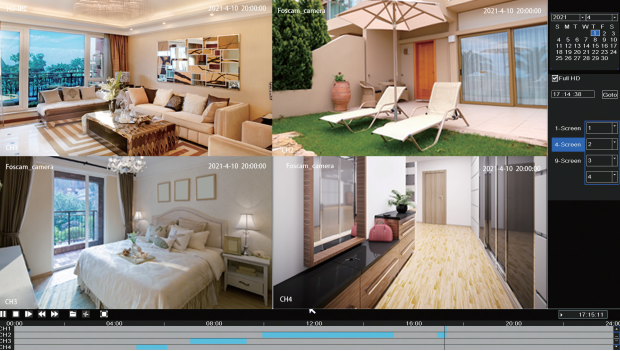 2021-4-10 20:00:00
CH1
Foscam_camera
2021-4-10 20:00:00
CH2
Foscam_camera
2021-4-10 20:00:00
CH3
Foscam_camera
2021-4-10 20:00:00
CH4
2021 4
S M T W T F S
1 2 3
4 5 6 7 8 9 10
11 12 13 14 15 16 17
18 19 20 21 22 23 24
25 26 27 28 29 30
Full HD
17 :14 :38 Goto
1-Screen 1
4-Screen 2
9-Screen 3
4
17:15:11
00:00 04:00 08:00 12:00 16:00 20:00 24:00
CH1
CH2
CH3
CH4